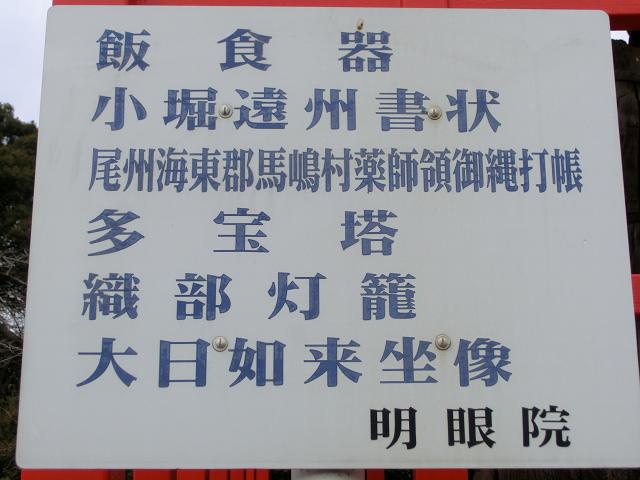 飯食器
小堀遠州書状
尾州海東郡馬嶋村薬師領御縄打帳
多宝塔
織部灯籠
大日如来坐像
明眼院